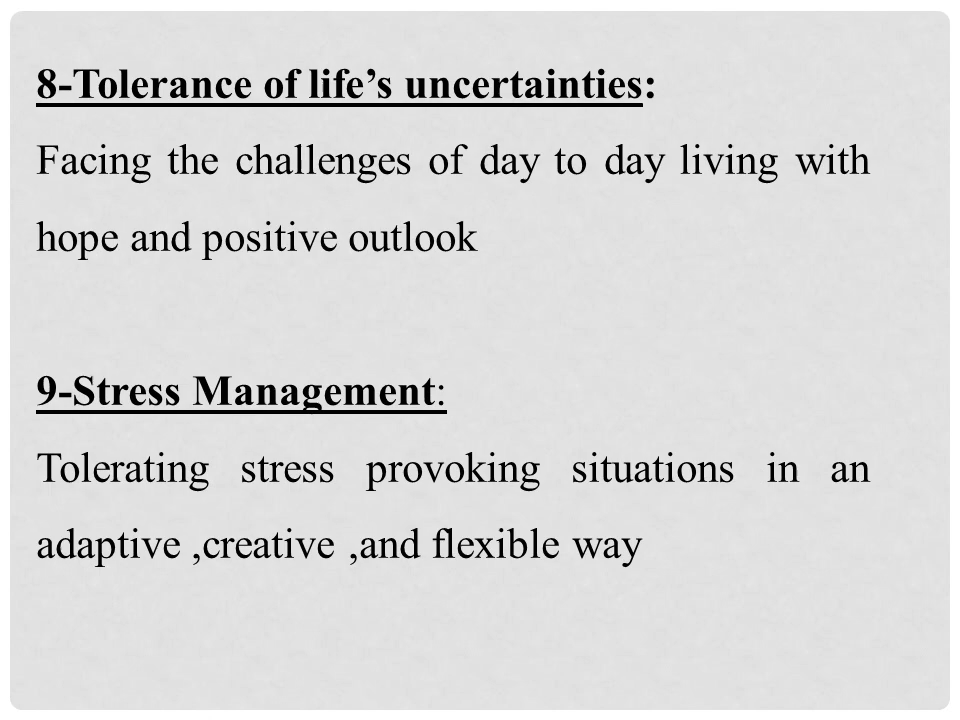 8-Tolerance of life’s uncertainties:
Facing the challenges of day to day living with
hope and positive outlook
9-Stress Management:
Tolerating stress provoking situations in an
adaptive ,creative ,and flexible way